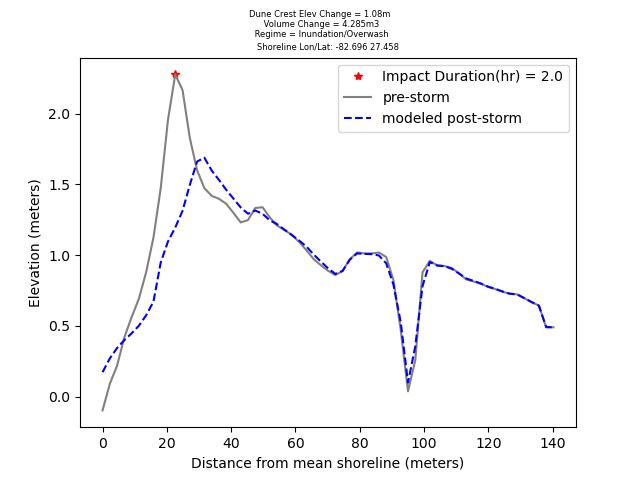 Dune Crest Elev Change = 1.08m
Volume Change = 4.285m3
Regime = Inundation/Overwash
Shoreline Lon/Lat: -82.696 27.458
Impact Duration(hr) = 2.0
pre-storm
modeled post-storm
Elevation (meters)
2.0
1.5
1.0
0.5
0.0
0 20 40 60 80 100 120 140
Distance from mean shoreline (meters)